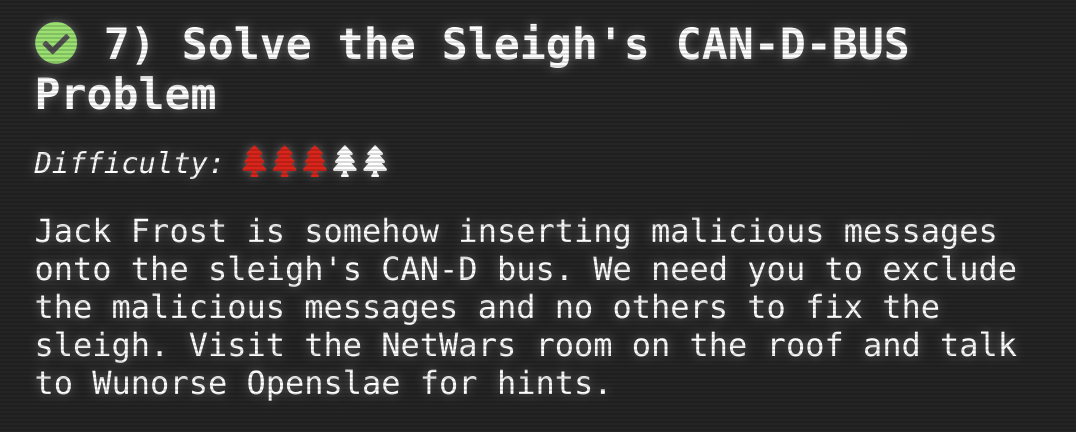 7) Solve the Sleigh's CAN-D-BUS
Problem
Difficulty:
Jack Frost is somehow inserting malicious messages
onto the sleigh's CAN-D bus. We need you to exclude
the malicious messages and no others to fix the
sleigh. Visit the NetWars room on the roof and talk
to Wunorse Openslae for hints.